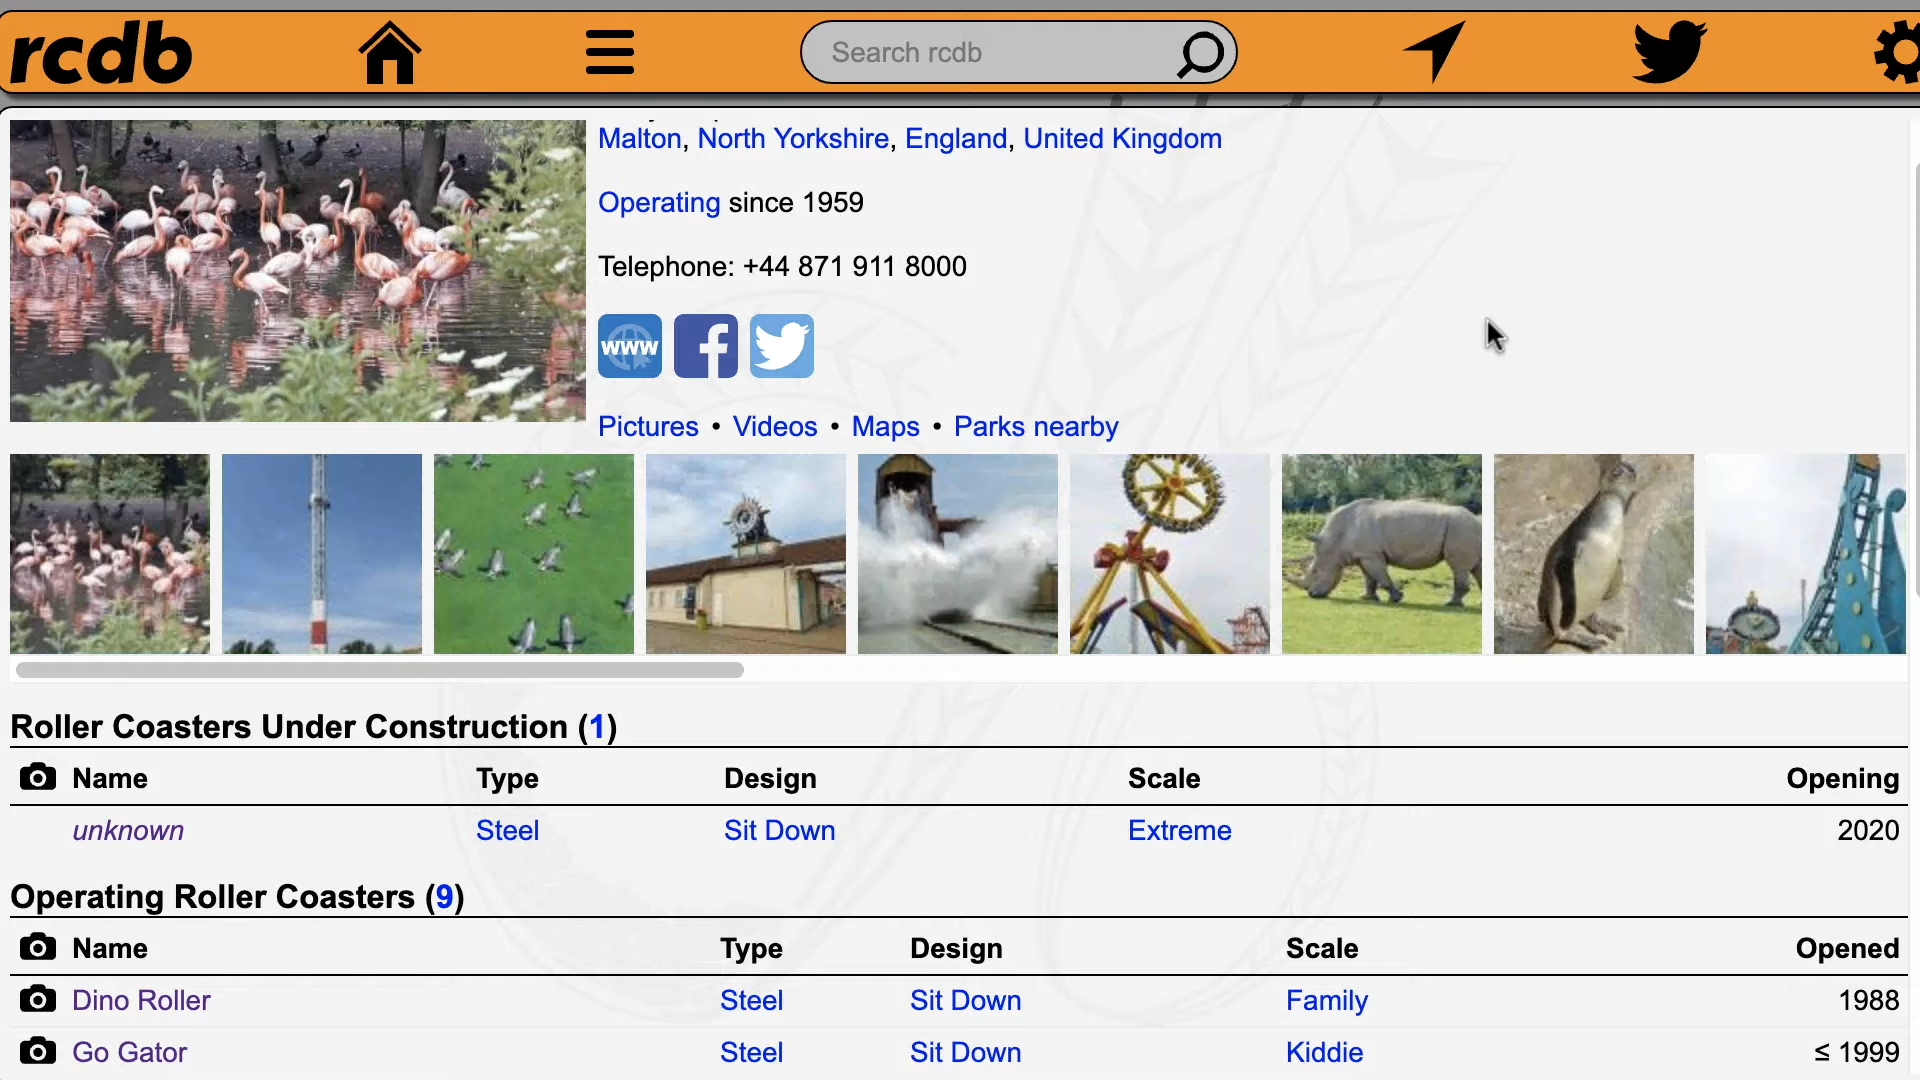 rcdb
Search rcdb
Malton, North Yorkshire, England, United Kingdom
Operating since 1959
Telephone: +44 871 911 8000
www
Pictures • Videos • Maps • Parks nearby
Roller Coasters Under Construction (1)
Name Type Design Scale Opening
unknown Steel Sit Down Extreme 2020
Operating Roller Coasters (9)
Name Type Design Scale Opened
Dino Roller Steel Sit Down Family 1988
Go Gator Steel Sit Down Kiddie ≤ 1999